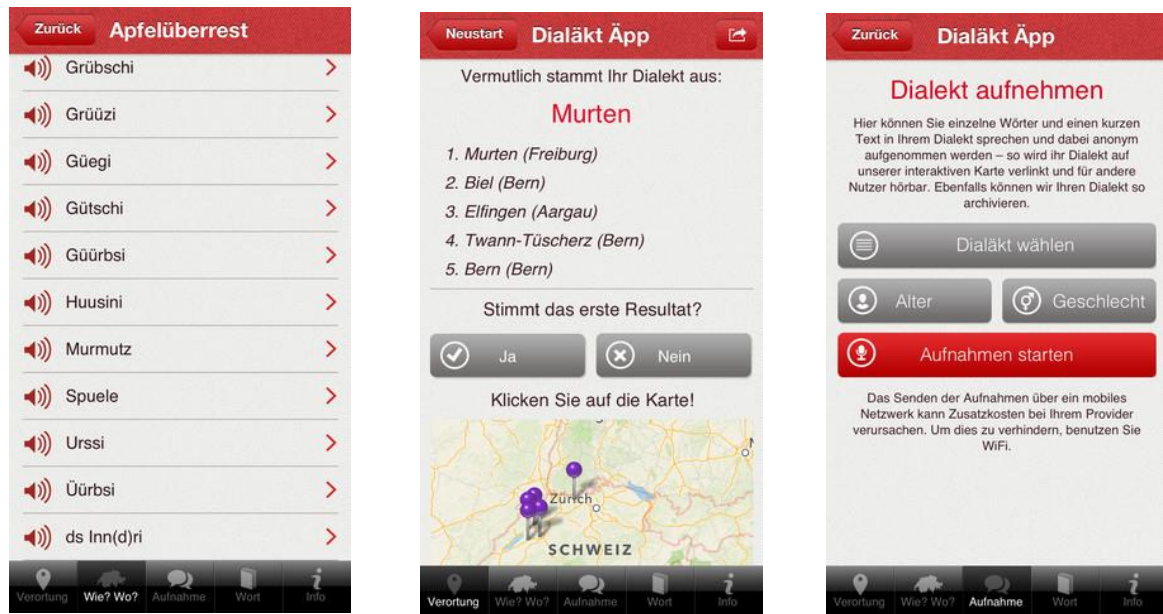 Zurück
Apfelüberrest
Grübschi
Grüüzi
Güegi
Gütschi
Güürbsi
Huusini
Murmutz
Spuele
Urssi
Üürbsi
ds Inn(d)ri
Verortung
Wie? Wo?
Aufnahme
Wort
Info
Neustart
Dialäkt Äpp
Vermutlich stammt Ihr Dialekt aus:
Murten
1. Murten (Freiburg)
2. Biel (Bern)
3. Elfingen (Aargau)
4. Twann-Tüscherz (Bern)
5. Bern (Bern)
Stimmt das erste Resultat?
Ja
Nein
Klicken Sie auf die Karte!
Zürich
SCHWEIZ
Verortung
Wie? Wo?
Aufnahme
Wort
Info
Zurück
Dialäkt Äpp
Dialekt aufnehmen
Hier können Sie einzelne Wörter und einen kurzen
Text in Ihrem Dialekt sprechen und dabei anonym
aufgenommen werden – so wird ihr Dialekt auf
unserer interaktiven Karte verlinkt und für andere
Nutzer hörbar. Ebenfalls können wir Ihren Dialekt so
archivieren.
Dialäkt wählen
Alter
Geschlecht
Aufnahmen starten
Das Senden der Aufnahmen über ein mobiles
Netzwerk kann Zusatzkosten bei Ihrem Provider
verursachen. Um dies zu verhindern, benutzen Sie
WiFi.
Verortung
Wie? Wo?
Aufnahme
Wort
Info